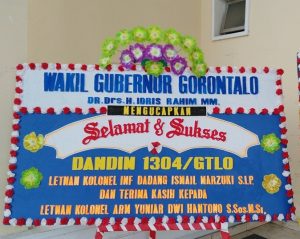 WAKIL GUBERNUR GORONTALO
DR. Drs. H. IDRIS RAHIM MM.
MENGUCAPKAN
Selamat & Sukses
DANDIM 1304/GTLO
LETNAN KOLONEL INF DADANG ISMAIL MARZUKI S.I.P.
DAN TERIMA KASIH KEPADA
LETNAN KOLONEL ARM YUNIAR DWI HANTONO S.Sos.M.Si